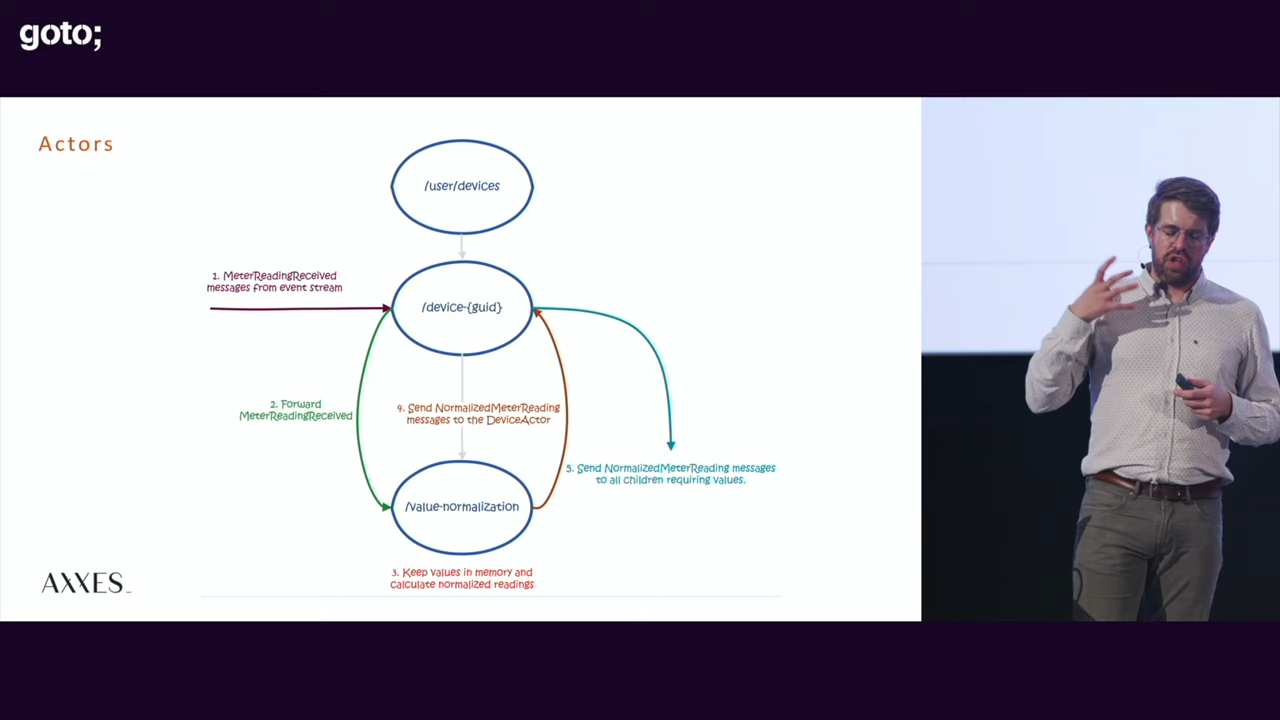 goto;
Actors
/user/devices
1. MeterReadingReceived
messages from event stream
/device-{guid}
2. Forward
MeterReadingReceived
4. Send NormalizedMeterReading
messages to the DeviceActor
5. Send NormalizedMeterReading messages
to all children requiring values.
/value-normalization
3. Keep values in memory and
calculate normalized readings
AXXES_